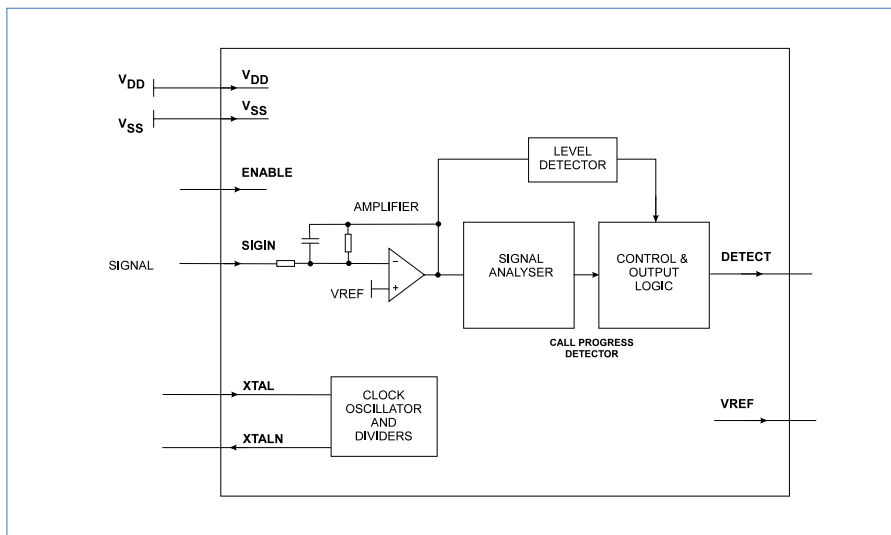 VDD
VDD
VSS
VSS
ENABLE
LEVEL
DETECTOR
AMPLIFIER
SIGNAL
SIGIN
−
+
VREF
SIGNAL
ANALYSER
CONTROL &
OUTPUT
LOGIC
DETECT
CALL PROGRESS
DETECTOR
XTAL
XTALN
CLOCK
OSCILLATOR
AND
DIVIDERS
VREF